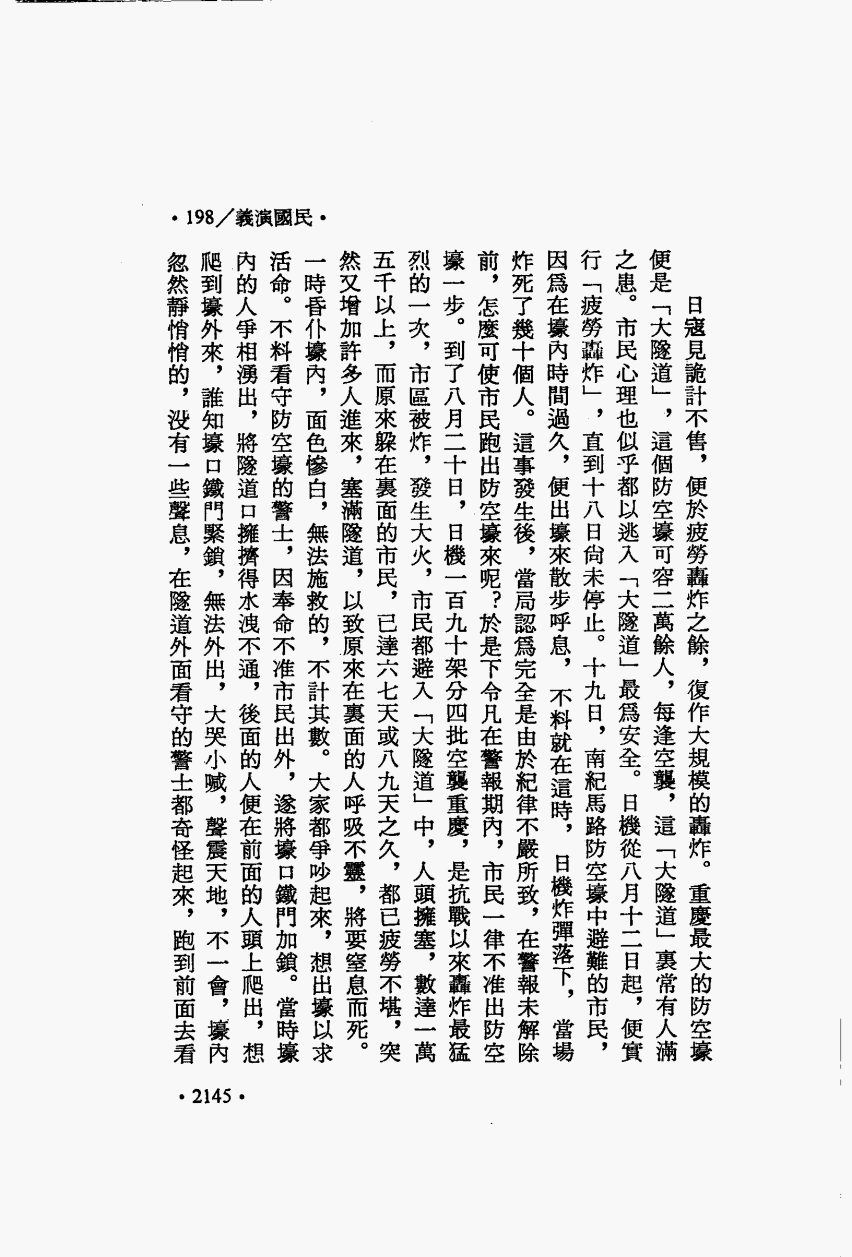 •198／義演國民•
日寇見詭計不售，便於疲勞轟炸之餘，復作大規模的轟炸。重慶最大的防空壕
便是「大隧道」，這個防空壕可容二萬餘人，每逢空襲，這「大隧道」裏常有人滿
之患。市民心理也似乎都以逃入「大隧道」最爲安全。日機從八月十二日起，便實
行「疲勞轟炸」，直到十八日尙未停止。十九日，南紀馬路防空壕中避難的市民，
因爲在壕內時間過久，便出壕來散步呼息，不料就在這時，日機炸彈落下，當場
炸死了幾十個人。這事發生後，當局認爲完全是由於紀律不嚴所致，在警報未解除
前，怎麼可使市民跑出防空壕來呢？於是下令凡在警報期內，市民一律不准出防空
壕一步。到了八月二十日，日機一百九十架分四批空襲重慶，是抗戰以來轟炸最猛
烈的一次，市區被炸，發生大火，市民都避入「大隧道」中，人頭擁塞，數達一萬
五千以上，而原來躲在裏面的市民，已達六七天或八九天之久，都已疲勞不堪，突
然又增加許多人進來，塞滿隧道，以致原來在裏面的人呼吸不靈，將要窒息而死。
一時昏仆壕內，面色慘白，無法施救的，不計其數。大家都爭吵起來，想出壕以求
活命。不料看守防空壕的警士，因奉命不准市民出外，遂將壕口鐵門加鎖。當時壕
內的人爭相湧出，將隧道口擁擠得水洩不通，後面的人便在前面的人頭上爬出，想
爬到壕外來，誰知壕口鐵門緊鎖，無法外出，大哭小喊，聲震天地，不一會，壕內
忽然靜悄悄的，没有一些聲息，在隧道外面看守的警士都奇怪起來，跑到前面去看
•2145•